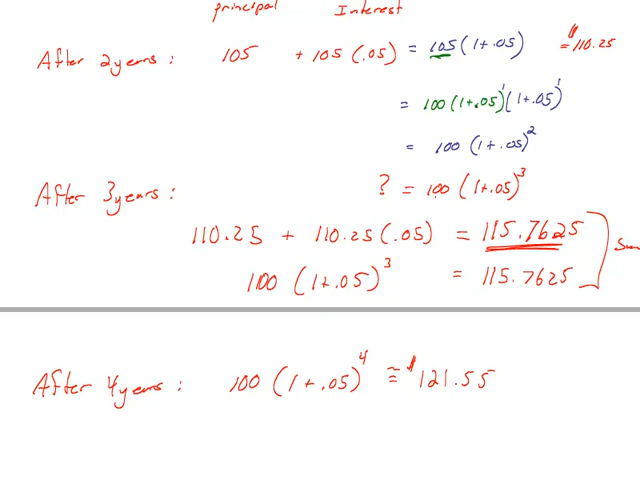 principal Interest
After 2 years : 105 + 105 (.05) = 105 (1+.05) = $110.25
= 100 (1+.05)^1 (1+.05)^1
= 100 (1+.05)^2
After 3 years : ? = 100 (1+.05)^3
110.25 + 110.25 (.05) = 115.7625
100 (1+.05)^3 = 115.7625
After 4 years : 100 (1+.05)^4 ≅ $121.55